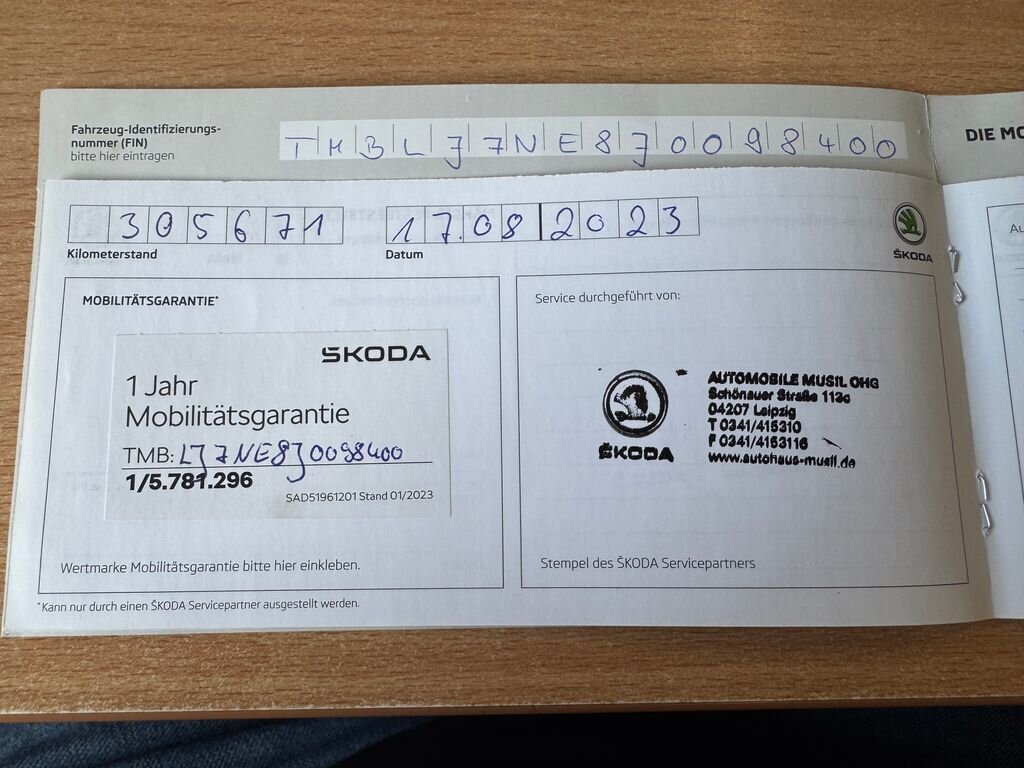 Fahrzeug-Identifizierungs-
nummer (FIN)
bitte hier eintragen
TMBLJ7NE8J0098400
DIE MO
305671
17.08 2023
Kilometerstand
Datum
ŠKODA
Au
MOBILITÄTSGARANTIE*
ŠKODA
1 Jahr
Mobilitätsgarantie
TMB: LJ7NE8J0098400
1/5.781.296
SAD51961201 Stand 01/2023
Wertmarke Mobilitätsgarantie bitte hier einkleben.
Service durchgeführt von:
ŠKODA
AUTOMOBILE MUSIL OHG
Schönauer Straße 113c
04207 Leipzig
T 0341/415310
F 0341/4153116
www.autohaus-musil.de
Stempel des ŠKODA Servicepartners
*Kann nur durch einen ŠKODA Servicepartner ausgestellt werden.